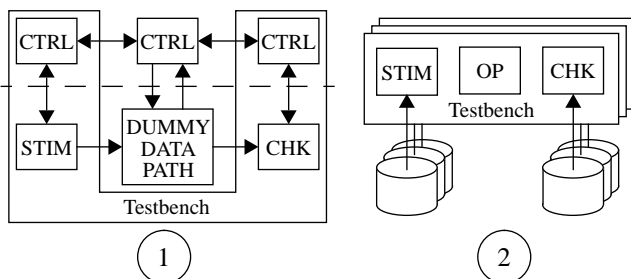 CTRL CTRL CTRL
STIM DUMMY DATA PATH CHK
Testbench
1
STIM OP CHK
Testbench
2